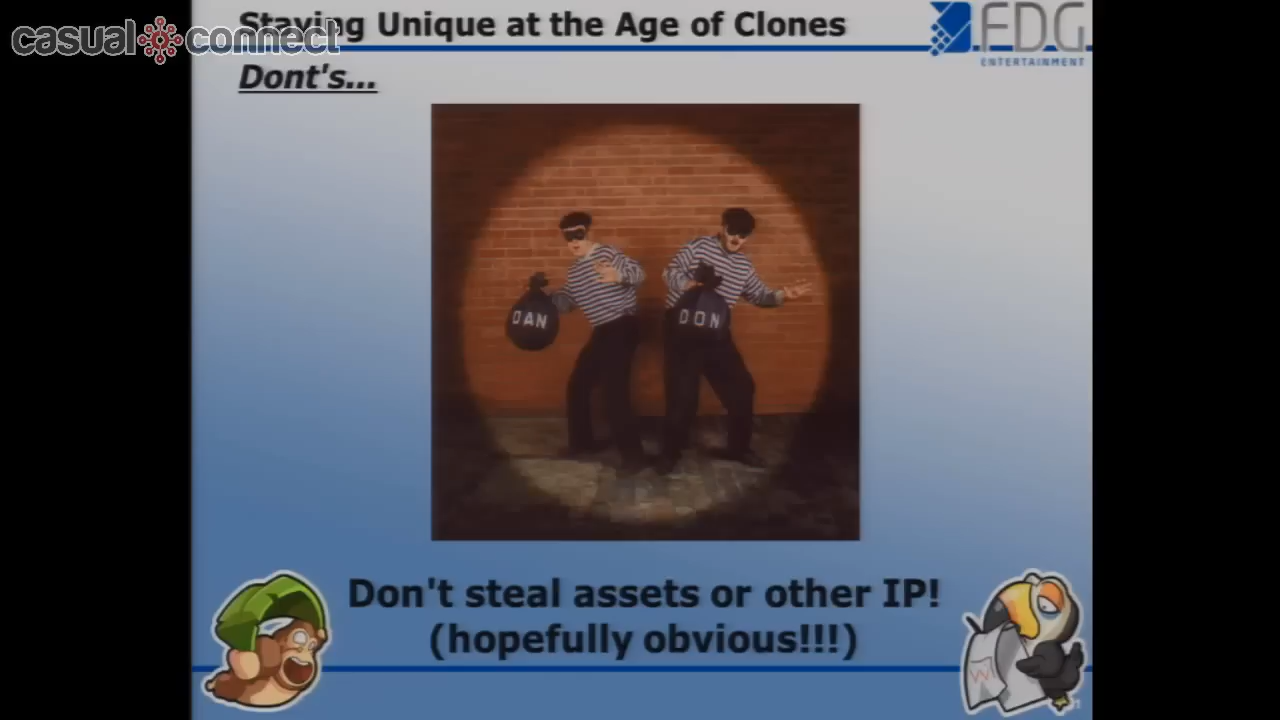 Staying Unique at the Age of Clones
casual connect
FDG
ENTERTAINMENT
Dont's...
DAN
DON
Don't steal assets or other IP!
(hopefully obvious!!!)